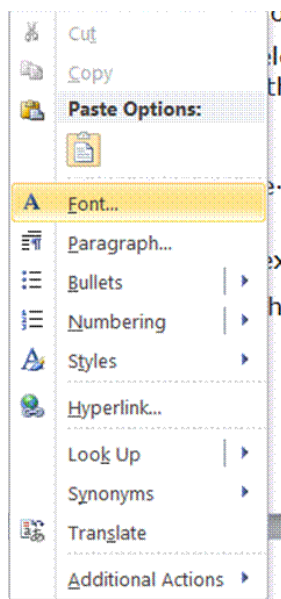 Cut
Copy
Paste Options:
Font...
Paragraph...
Bullets
Numbering
Styles
Hyperlink...
Look Up
Synonyms
Translate
Additional Actions